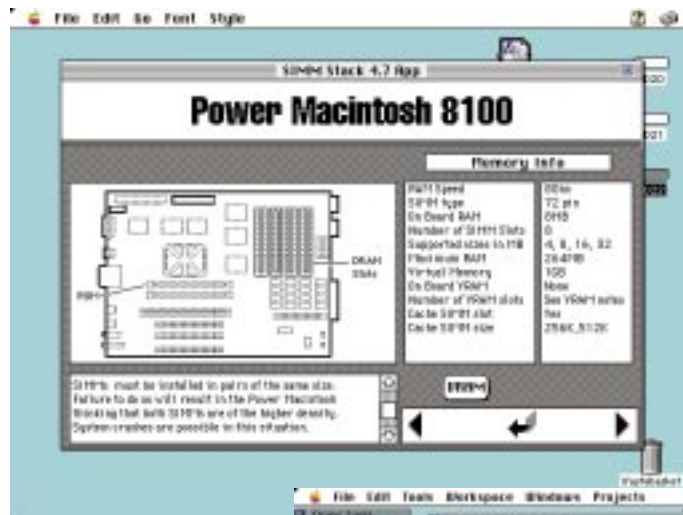 File Edit Go Font Style
SIMM Stack 4.7 App
Power Macintosh 8100
Memory Info
RAM Speed 80ns
SIMM type 72 pin
On Board RAM 8MB
Number of SIMM Slots 8
Supported sizes in MB 4, 8, 16, 32
Maximum RAM 264MB
Virtual Memory 1GB
On Board VRAM None
Number of VRAM slots See VRAM notes
Cache SIMM slot Yes
Cache SIMM size 256K,512K
DRAM
Slots
SIMMs must be installed in pairs of the same size.
Failure to do so will result in the Power Macintosh
thinking that both SIMMs are of the higher density.
System crashes are possible in this situation.
DRAM
Wastebasket
File Edit Tools Workspace Windows Projects